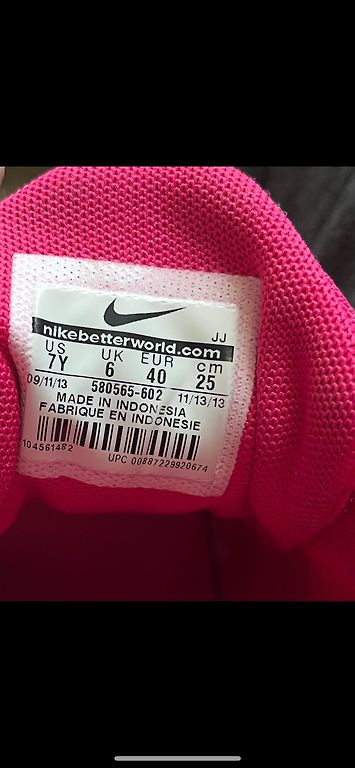 JJ
nikebetterworld.com
US UK EUR cm
7Y 6 40 25
09/11/13 580565-602 11/13/13
MADE IN INDONESIA
FABRIQUE EN INDONESIE
104561462
UPC 00887229920674